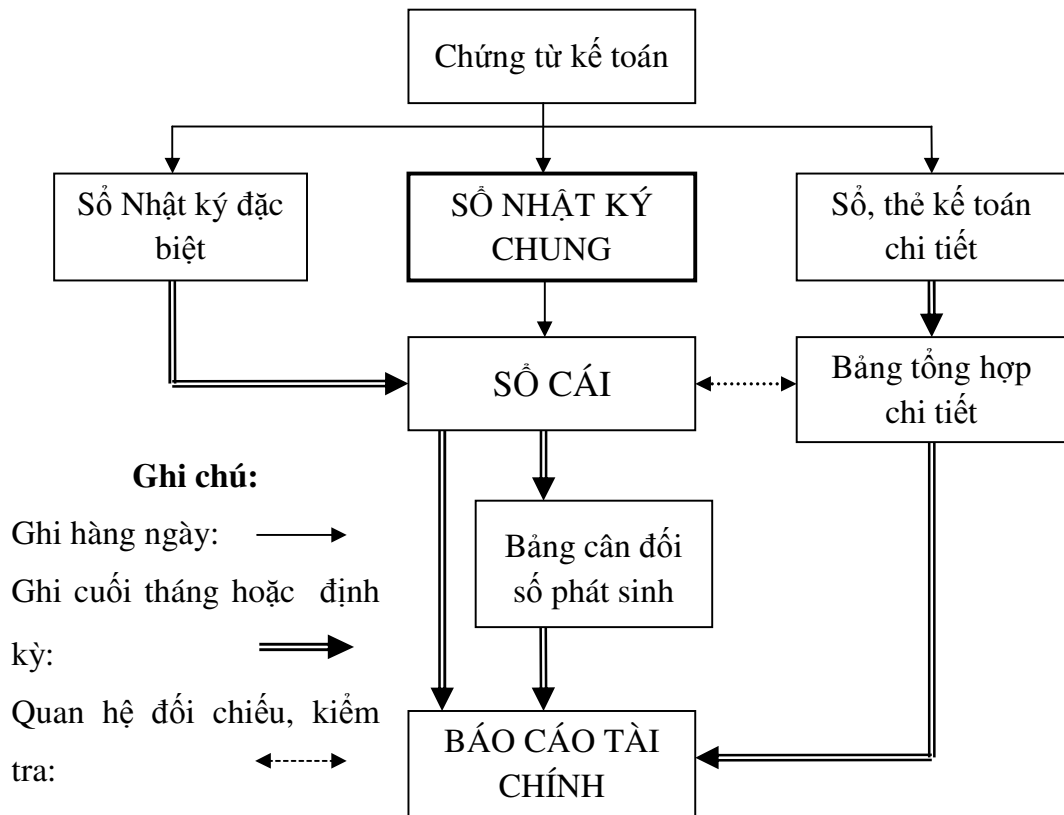 Chứng từ kế toán
Sổ Nhật ký đặc
biệt
SỔ NHẬT KÝ
CHUNG
Sổ, thẻ kế toán
chi tiết
SỔ CÁI
Bảng tổng hợp
chi tiết
Bảng cân đối
số phát sinh
BÁO CÁO TÀI
CHÍNH
Ghi chú:
Ghi hàng ngày:
Ghi cuối tháng hoặc định
kỳ:
Quan hệ đối chiếu, kiểm
tra: